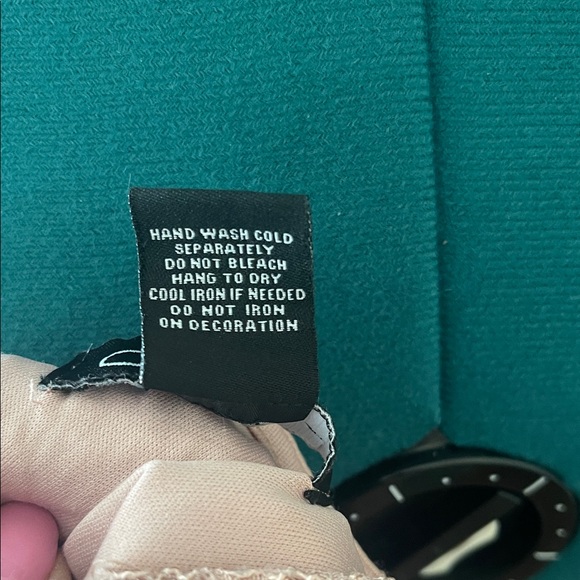 HAND WASH COLD
SEPARATELY
DO NOT BLEACH
HANG TO DRY
COOL IRON IF NEEDED
DO NOT IRON
ON DECORATION